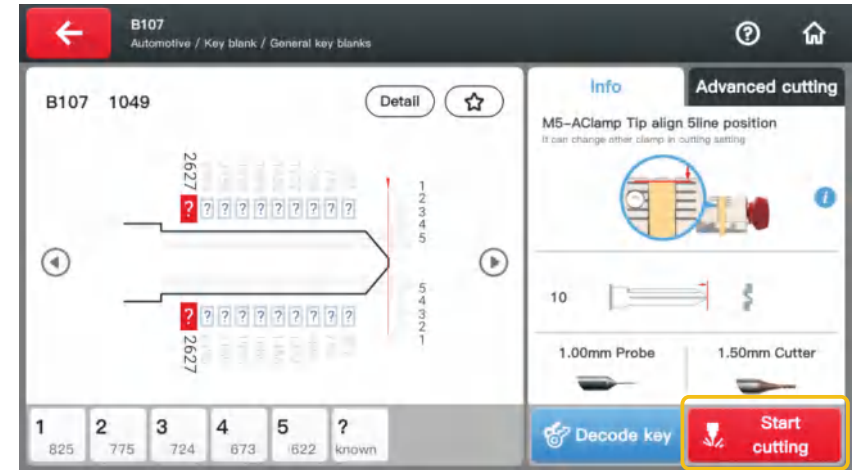 B107
Automotive / Key blank / General key blanks
B107 1049
Detail
2627
? ? ? ? ? ? ? ? ? ?
1
2
3
4
5
5
4
3
2
1
? ? ? ? ? ? ? ? ? ?
2627
1 2 3 4 5 ?
825 775 724 673 622 known
Info
Advanced cutting
M5-AClamp Tip align 5line position
It can change other clamp in cutting setting
10
1.00mm Probe
1.50mm Cutter
Decode key
Start
cutting